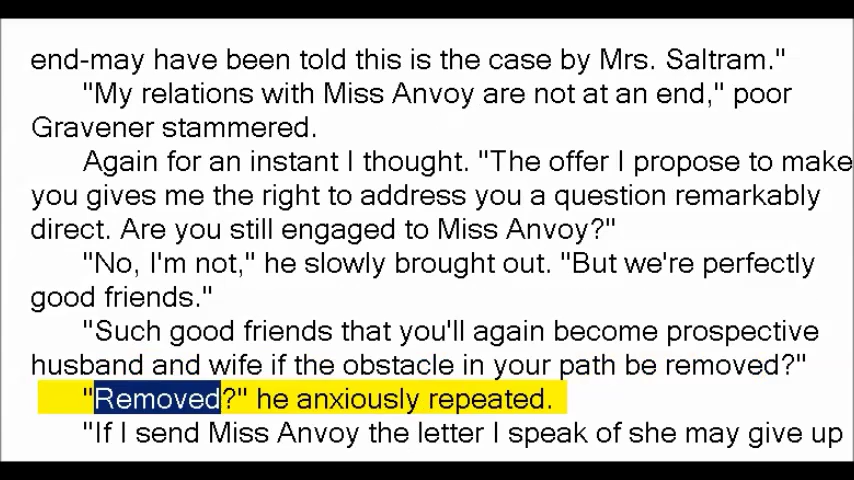 end-may have been told this is the case by Mrs. Saltram."
"My relations with Miss Anvoy are not at an end," poor
Gravener stammered.
Again for an instant I thought. "The offer I propose to make
you gives me the right to address you a question remarkably
direct. Are you still engaged to Miss Anvoy?"
"No, I'm not," he slowly brought out. "But we're perfectly
good friends."
"Such good friends that you'll again become prospective
husband and wife if the obstacle in your path be removed?"
"Removed?" he anxiously repeated.
"If I send Miss Anvoy the letter I speak of she may give up